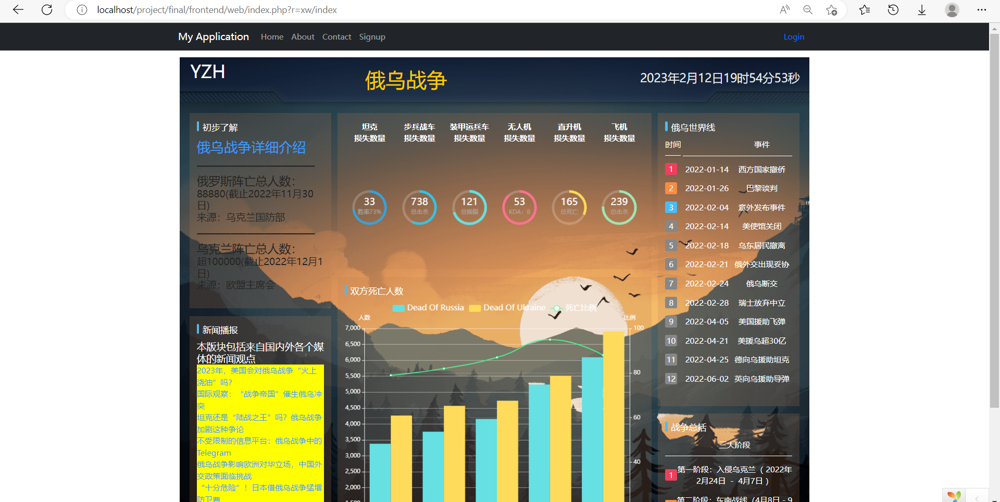 localhost/project/final/frontend/web/index.php?r=xw/index
My Application Home About Contact Signup Login
YZH
俄乌战争
2023年2月12日19时54分53秒
初步了解
俄乌战争详细介绍
俄罗斯阵亡总人数：
88880(截止2022年11月30
日)
来源：乌克兰国防部
乌克兰阵亡总人数：
超100000(截止2022年12月1
日)
来源：欧盟主席会
新闻播报
本版块包括来自国内外各个媒
体的新闻观点
2023年，美国会对俄乌战争“火上
浇油”吗？
国际观察：“战争帝国”催生俄乌冲
突
坦克还是“陆战之王”吗？俄乌战争
加剧这种争论
不受限制的信息平台：俄乌战争中的
Telegram
俄乌战争影响欧洲对华立场，中国外
交政策面临挑战
“十分危险”！日本借俄乌战争猛增
防卫费
坦克 步兵战车 装甲运兵车 无人机 直升机 飞机
损失数量 损失数量 损失数量 损失数量 损失数量 损失数量
33 738 121 53 165 239
胜率73% 总击杀 总插眼 KDA：8 总死亡 总击杀
双方死亡人数
Dead Of Russia Dead Of Ukraine 死亡比例
人数 比例
7,000 100
6,500
6,000
5,500 80
5,000
4,500
4,000 60
3,500
3,000 40
2,500
2,000
1,500
俄乌世界线
时间 事件
1 2022-01-14 西方国家撤侨
2 2022-01-26 巴黎谈判
3 2022-02-04 意外发布事件
4 2022-02-14 美使馆关闭
5 2022-02-18 乌东居民撤离
6 2022-02-21 俄外交出现妥协
7 2022-02-24 俄乌断交
8 2022-02-28 瑞士放弃中立
9 2022-04-05 美国援助飞弹
10 2022-04-21 美援乌超30亿
11 2022-04-25 德向乌援助坦克
12 2022-06-02 英向乌援助导弹
战争总括
三大阶段
1 第一阶段：入侵乌克兰（ 2022年
2月24日 － 4月7日 ）
第二阶段：东南战线（4月8日 - 9